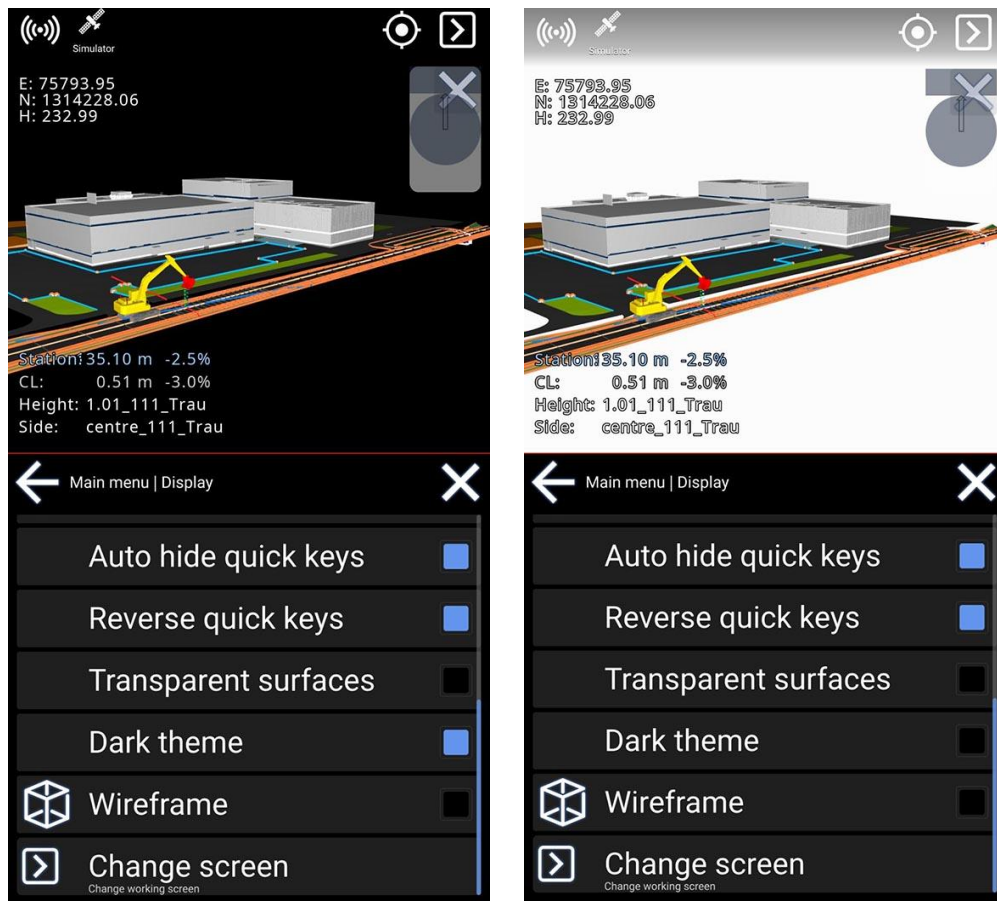 Simulator
E: 75793.95
N: 1314228.06
H: 232.99
Station: 35.10 m -2.5%
CL: 0.51 m -3.0%
Height: 1.01_111_Trau
Side: centre_111_Trau
Main menu | Display
Auto hide quick keys
Reverse quick keys
Transparent surfaces
Dark theme
Wireframe
Change screen
Change working screen
Simulator
E: 75793.95
N: 1314228.06
H: 232.99
Station: 35.10 m -2.5%
CL: 0.51 m -3.0%
Height: 1.01_111_Trau
Side: centre_111_Trau
Main menu | Display
Auto hide quick keys
Reverse quick keys
Transparent surfaces
Dark theme
Wireframe
Change screen
Change working screen